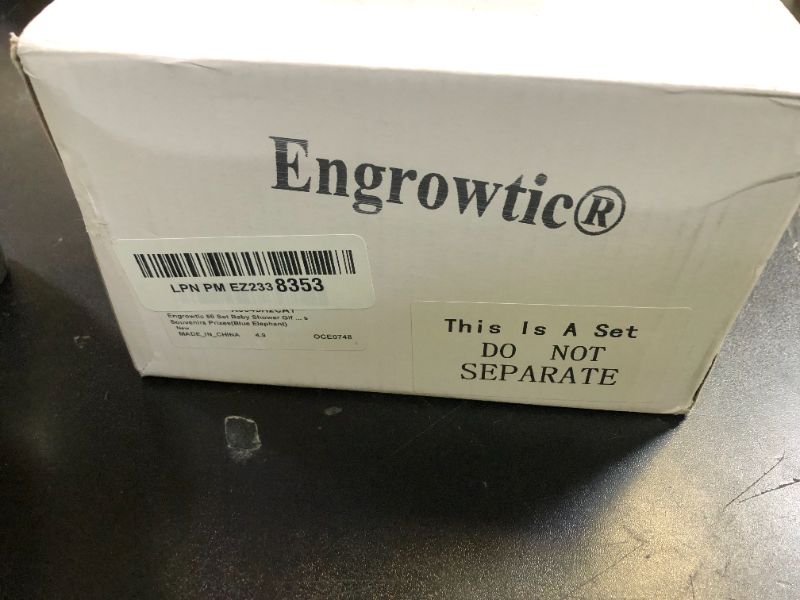 Engrowtic®
LPN PM EZ233 8353
Engrowtic 50 Set Baby Shower Gif ... s
Souvenirs Prizes(Blue Elephant)
New
MADE_IN_CHINA 4.9
OCE0748
This Is A Set
DO NOT
SEPARATE